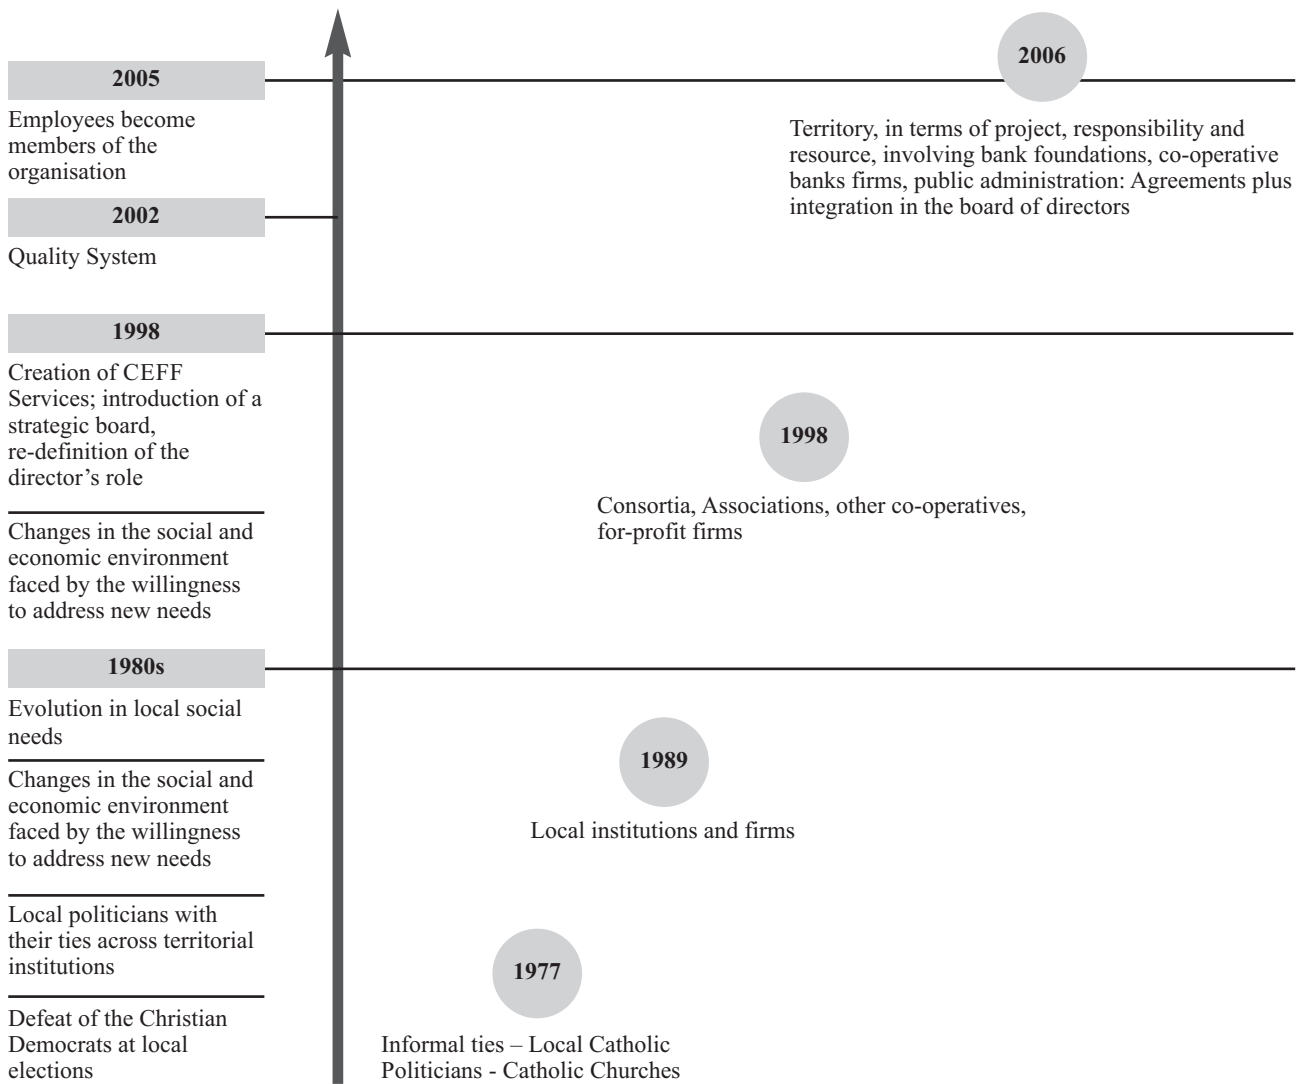 2005
Employees become
members of the
organisation
2002
Quality System
1998
Creation of CEFF
Services; introduction of a
strategic board,
re-definition of the
director’s role
Changes in the social and
economic environment
faced by the willingness
to address new needs
1980s
Evolution in local social
needs
Changes in the social and
economic environment
faced by the willingness
to address new needs
Local politicians with
their ties across territorial
institutions
Defeat of the Christian
Democrats at local
elections
2006
Territory, in terms of project, responsibility and
resource, involving bank foundations, co-operative
banks firms, public administration: Agreements plus
integration in the board of directors
1998
Consortia, Associations, other co-operatives,
for-profit firms
1989
Local institutions and firms
1977
Informal ties – Local Catholic
Politicians - Catholic Churches